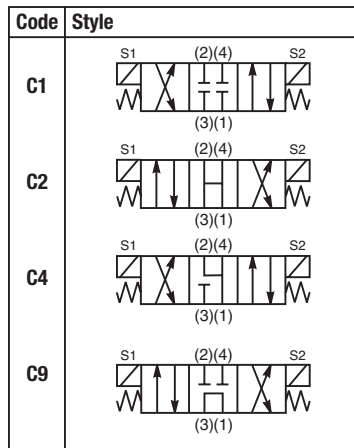 Code Style
S1 (2)(4) S2
C1
(3)(1)
S1 (2)(4) S2
C2
(3)(1)
S1 (2)(4) S2
C4
(3)(1)
S1 (2)(4) S2
C9
(3)(1)